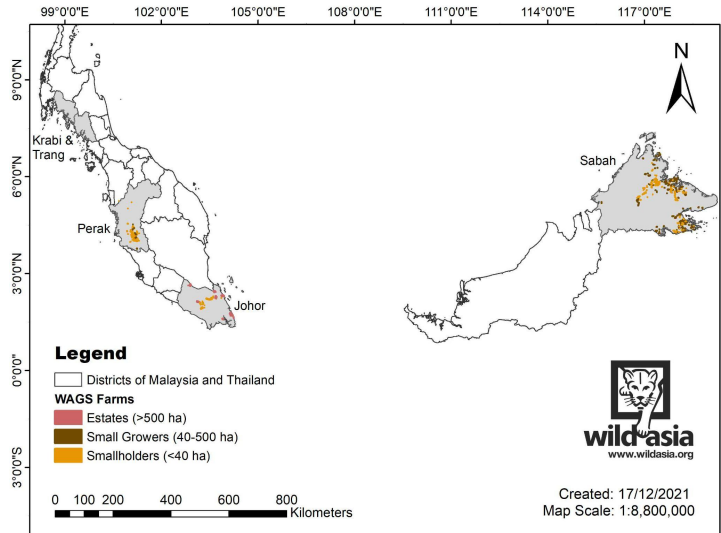 99°0'0"E 102°0'0"E 105°0'0"E 111°0'0"E 114°0'0"E 117°0'0"E
9°0'0"N
6°0'0"N
3°0'0"N
0°0'0"
3°0'0"S
N
Krabi &
Trang
Perak
Johor
Sabah
Legend
Districts of Malaysia and Thailand
WAGS Farms
Estates (>500 ha)
Small Growers (40-500 ha)
Smallholders (<40 ha)
0 100 200 400 600 800
Kilometers
wild asia
www.wildasia.org
Created: 17/12/2021
Map Scale: 1:8,800,000